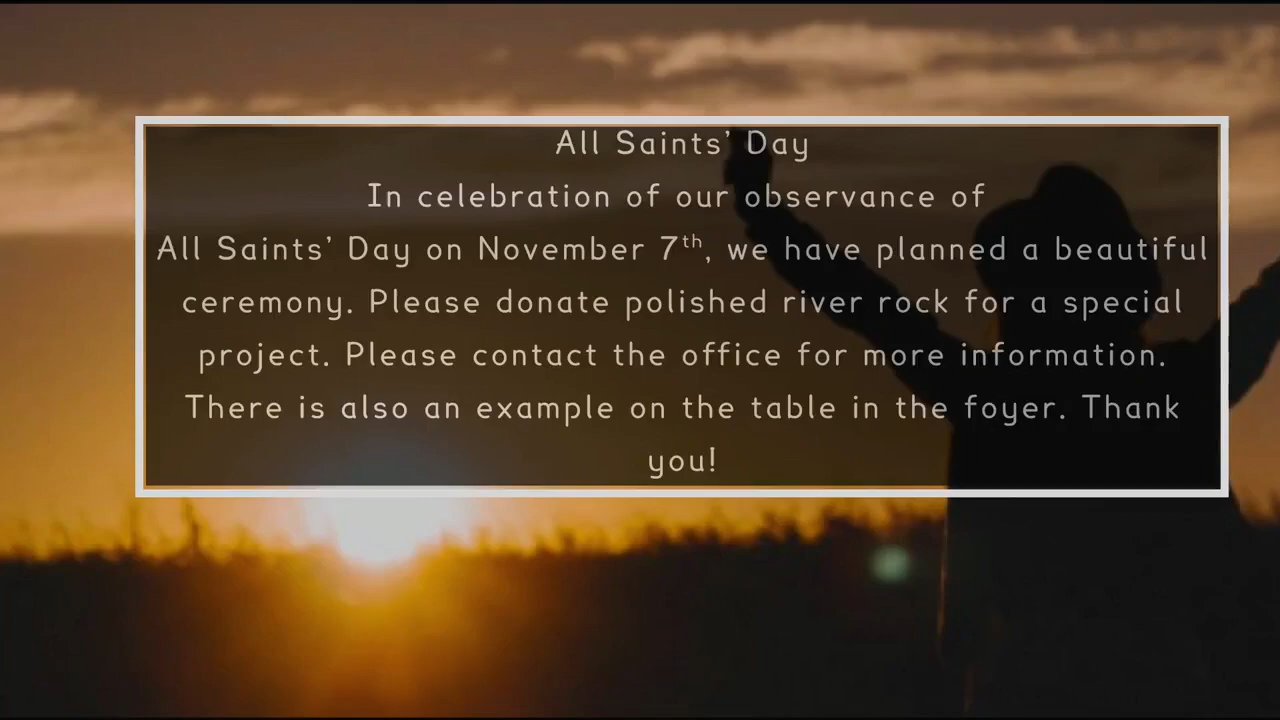 All Saints’ Day
In celebration of our observance of
All Saints’ Day on November 7th, we have planned a beautiful
ceremony. Please donate polished river rock for a special
project. Please contact the office for more information.
There is also an example on the table in the foyer. Thank
you!